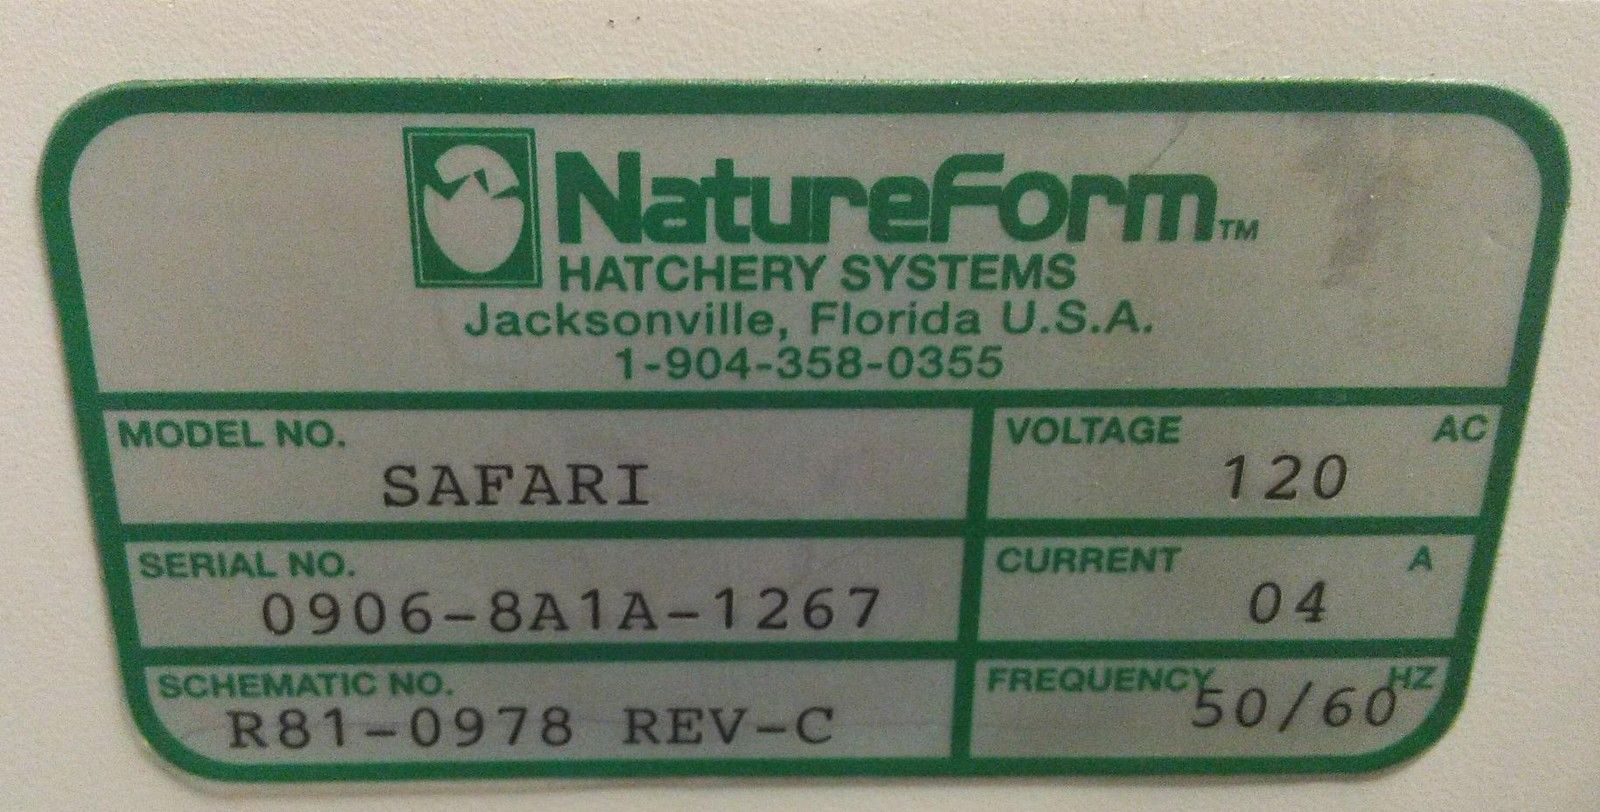 NatureForm™
HATCHERY SYSTEMS
Jacksonville, Florida U.S.A.
1-904-358-0355
MODEL NO.
SAFARI
VOLTAGE AC
120
SERIAL NO.
0906-8A1A-1267
CURRENT A
04
SCHEMATIC NO.
R81-0978 REV-C
FREQUENCY HZ
50/60